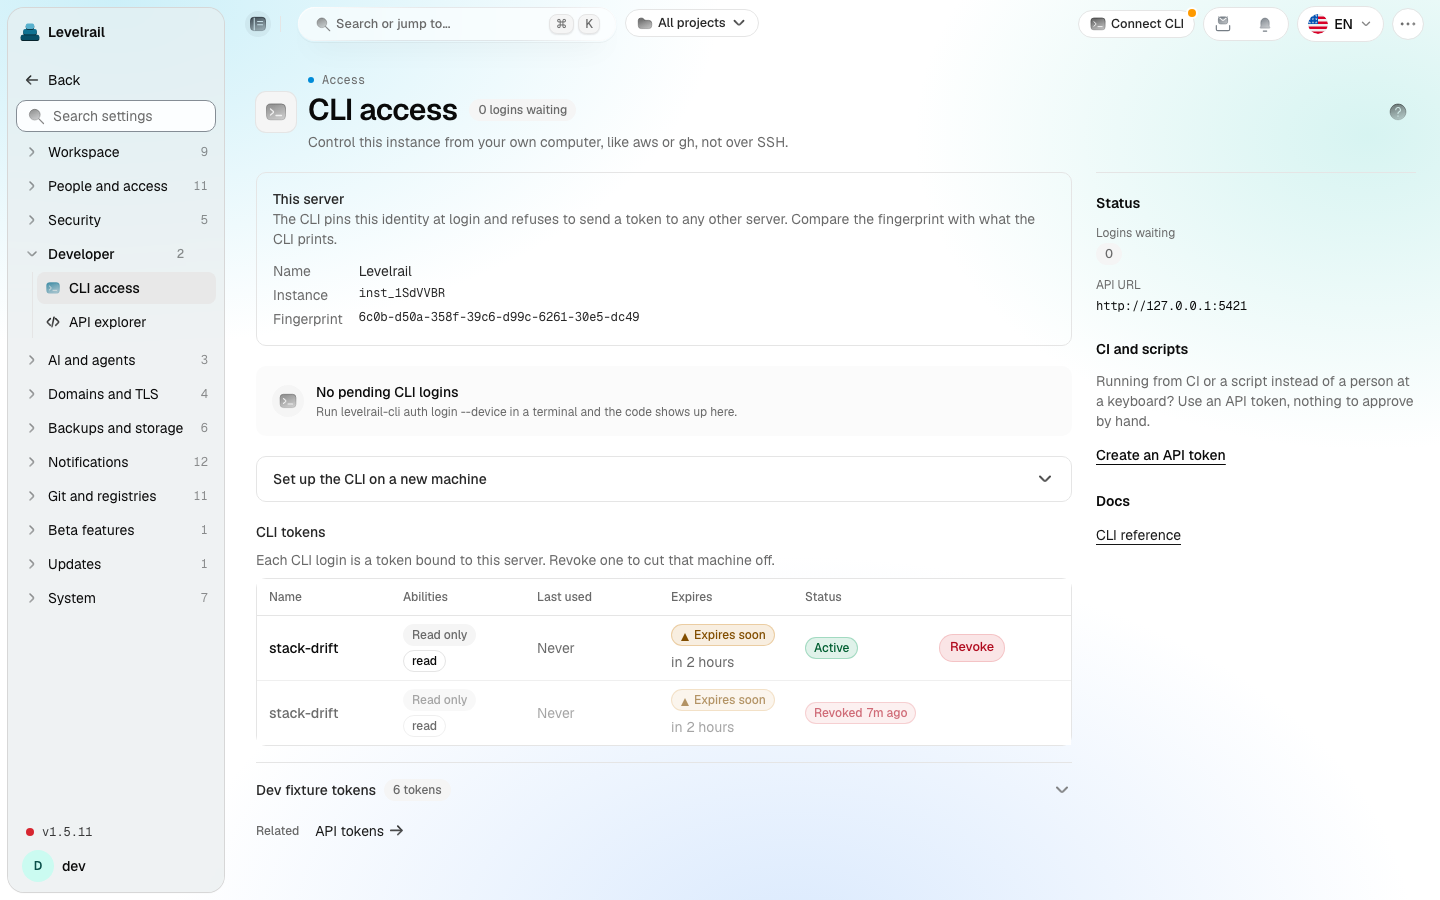 Levelrail
Back
Search settings
Workspace 9
People and access 11
Security 5
Developer 2
CLI access
API explorer
AI and agents 3
Domains and TLS 4
Backups and storage 6
Notifications 12
Git and registries 11
Beta features 1
Updates 1
System 7
v1.5.11
D dev
Search or jump to... ⌘ K
All projects
Connect CLI
EN
Access
CLI access 0 logins waiting
?
Control this instance from your own computer, like aws or gh, not over SSH.
This server
The CLI pins this identity at login and refuses to send a token to any other server. Compare the fingerprint with what the
CLI prints.
Name Levelrail
Instance inst_1SdVVBR
Fingerprint 6c0b-d50a-358f-39c6-d99c-6261-30e5-dc49
No pending CLI logins
Run levelrail-cli auth login --device in a terminal and the code shows up here.
Set up the CLI on a new machine
CLI tokens
Each CLI login is a token bound to this server. Revoke one to cut that machine off.
Name Abilities Last used Expires Status
stack-drift Read only read Never Expires soon in 2 hours Active Revoke
stack-drift Read only read Never Expires soon in 2 hours Revoked 7m ago
Dev fixture tokens 6 tokens
Related API tokens
Status
Logins waiting
0
API URL
http://127.0.0.1:5421
CI and scripts
Running from CI or a script instead of a person at
a keyboard? Use an API token, nothing to approve
by hand.
Create an API token
Docs
CLI reference